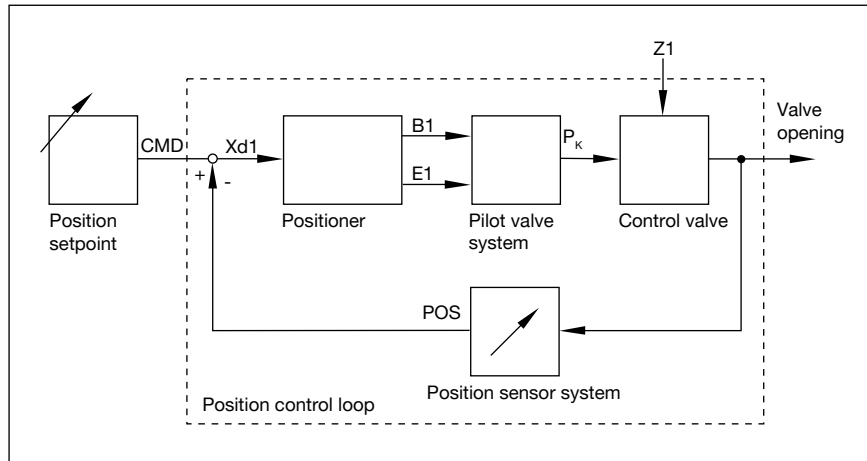 Z1
Valve
opening
CMD
Xd1
B1
E1
PK
+
-
Position
setpoint
Positioner
Pilot valve
system
Control valve
POS
Position sensor system
Position control loop